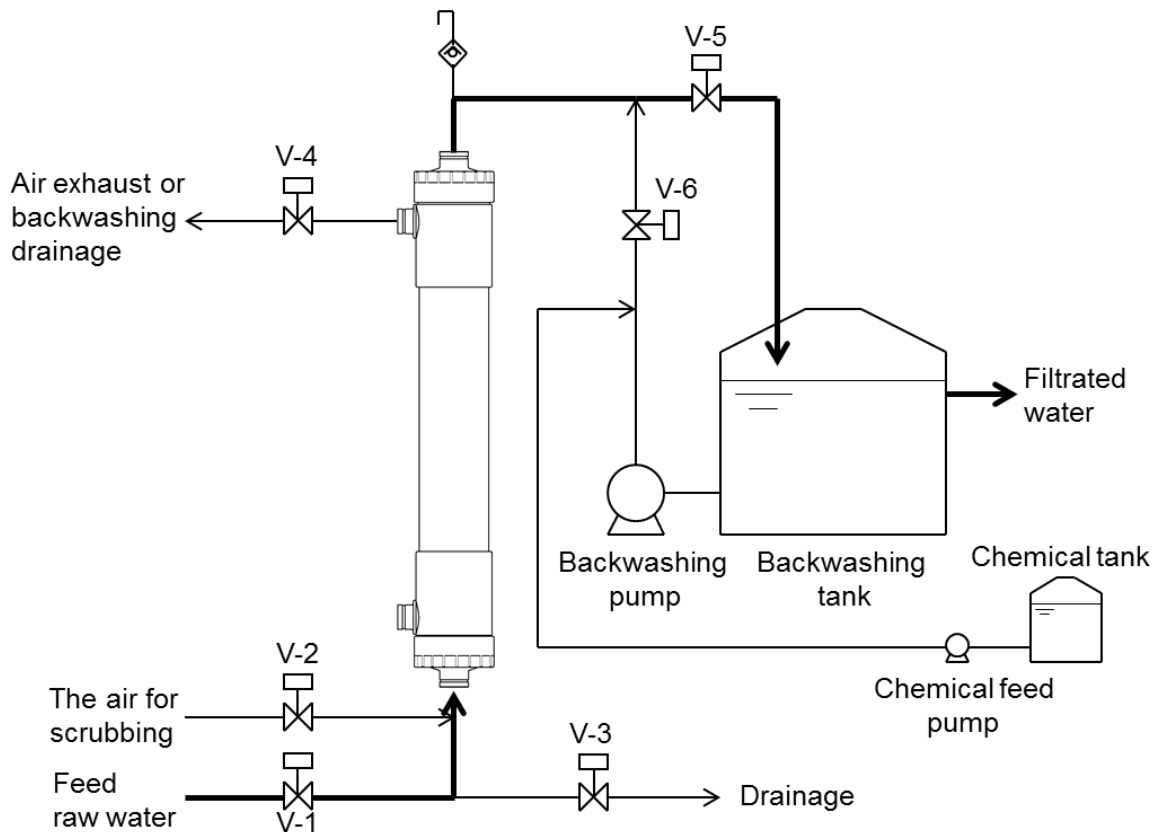 V-5
V-4
Air exhaust or
backwashing
drainage
V-6
Filtrated
water
Backwashing
pump
Backwashing
tank
Chemical tank
V-2
The air for
scrubbing
Chemical feed
pump
V-3
Feed
raw water
V-1
Drainage